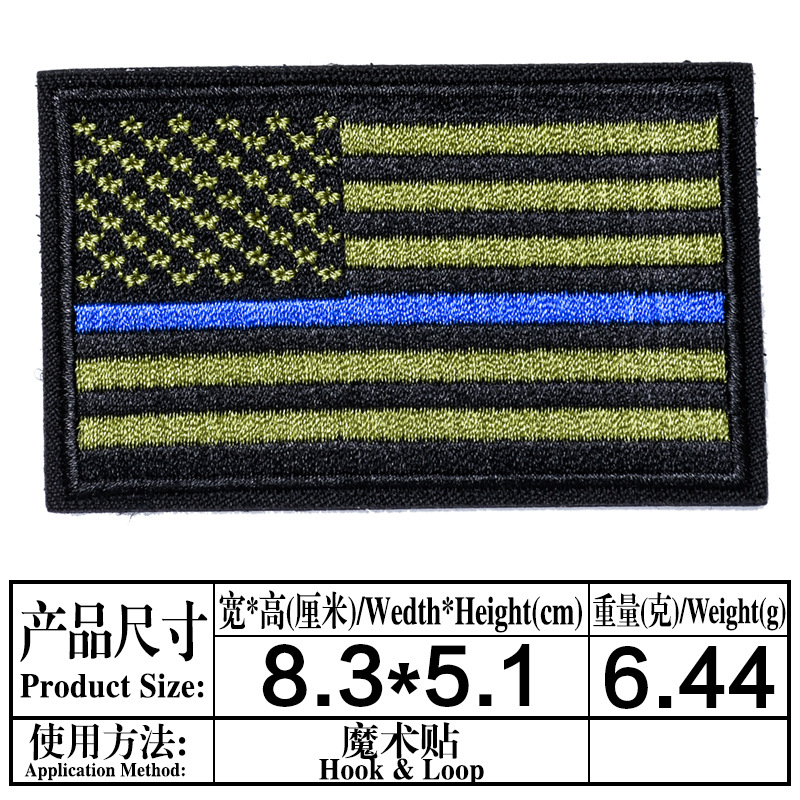 产品尺寸
Product Size:
宽*高(厘米)/Wedth*Height(cm)
重量(克)/Weight(g)
8.3*5.1
6.44
使用方法:
Application Method:
魔术贴
Hook & Loop